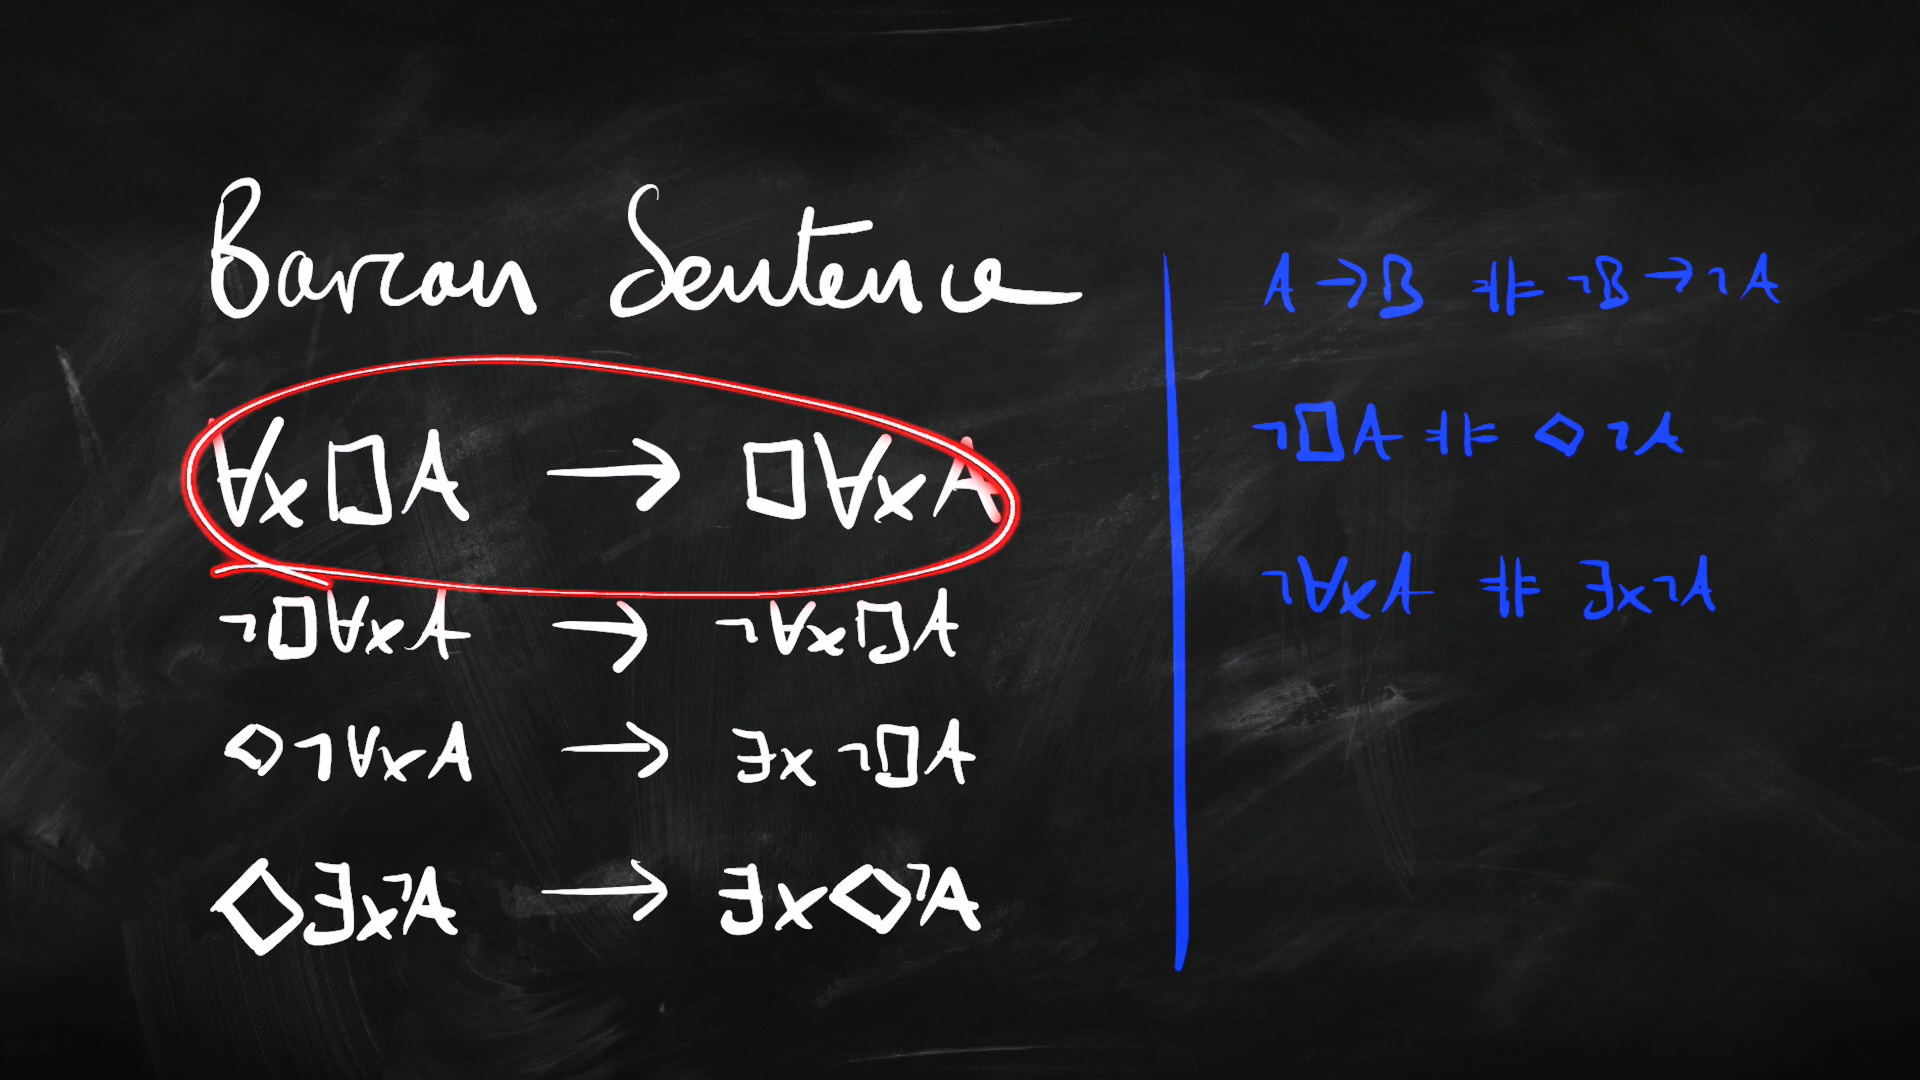 Barcan Sentence
∀x□A → □∀xA
¬□∀xA → ¬∀x□A
◇¬∀xA → ∃x¬□A
◇∃x¬A → ∃x◇¬A
A→B ⫤⊨ ¬B→¬A
¬□A ⫤⊨ ◇¬A
¬∀xA ⫤⊨ ∃x¬A